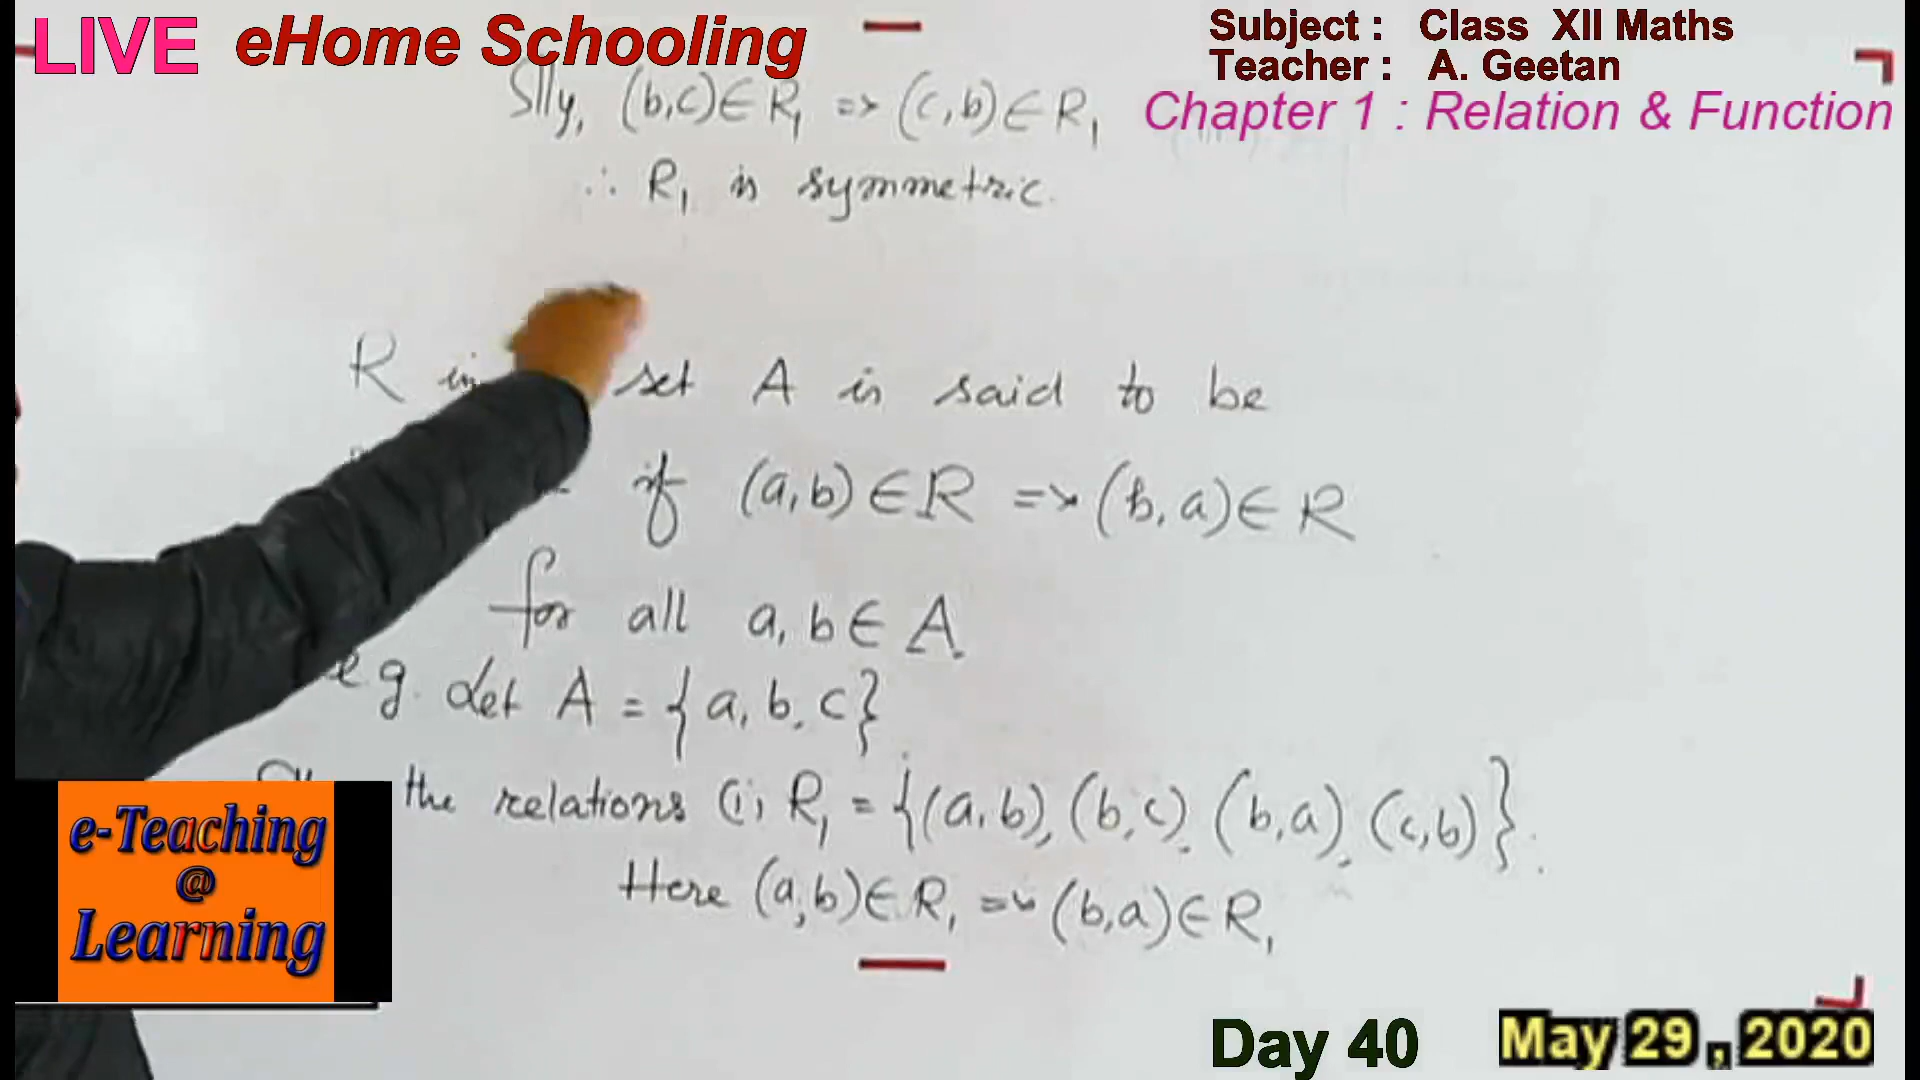 LIVE eHome Schooling
Subject : Class XII Maths
Teacher : A. Geetan
Chapter 1 : Relation & Function
Slly, (b,c)∈R₁ => (c,b)∈R₁
∴ R₁ is symmetric.
R in set A is said to be
if (a,b)∈R => (b,a)∈R
for all a,b∈A.
e.g. Let A = {a,b,c}
the relations (i) R₁ = {(a,b), (b,c), (b,a), (c,b)}.
Here (a,b)∈R₁ => (b,a)∈R₁
e-Teaching
@
Learning
Day 40
May 29, 2020